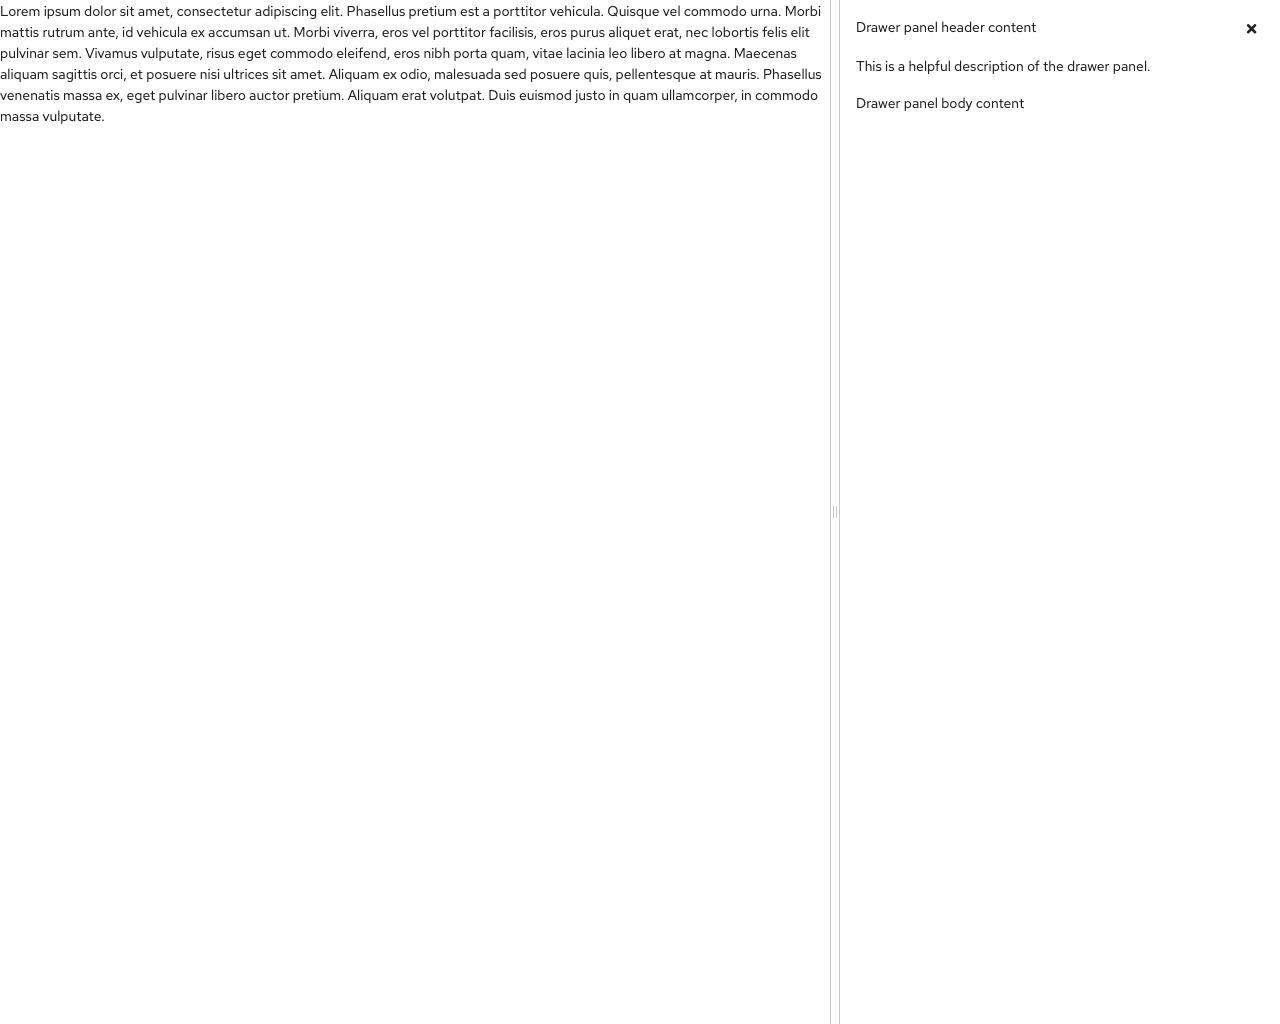 Lorem ipsum dolor sit amet, consectetur adipiscing elit. Phasellus pretium est a porttitor vehicula. Quisque vel commodo urna. Morbi
mattis rutrum ante, id vehicula ex accumsan ut. Morbi viverra, eros vel porttitor facilisis, eros purus aliquet erat, nec lobortis felis elit
pulvinar sem. Vivamus vulputate, risus eget commodo eleifend, eros nibh porta quam, vitae lacinia leo libero at magna. Maecenas
aliquam sagittis orci, et posuere nisi ultrices sit amet. Aliquam ex odio, malesuada sed posuere quis, pellentesque at mauris. Phasellus
venenatis massa ex, eget pulvinar libero auctor pretium. Aliquam erat volutpat. Duis euismod justo in quam ullamcorper, in commodo
massa vulputate.
Drawer panel header content
This is a helpful description of the drawer panel.
Drawer panel body content